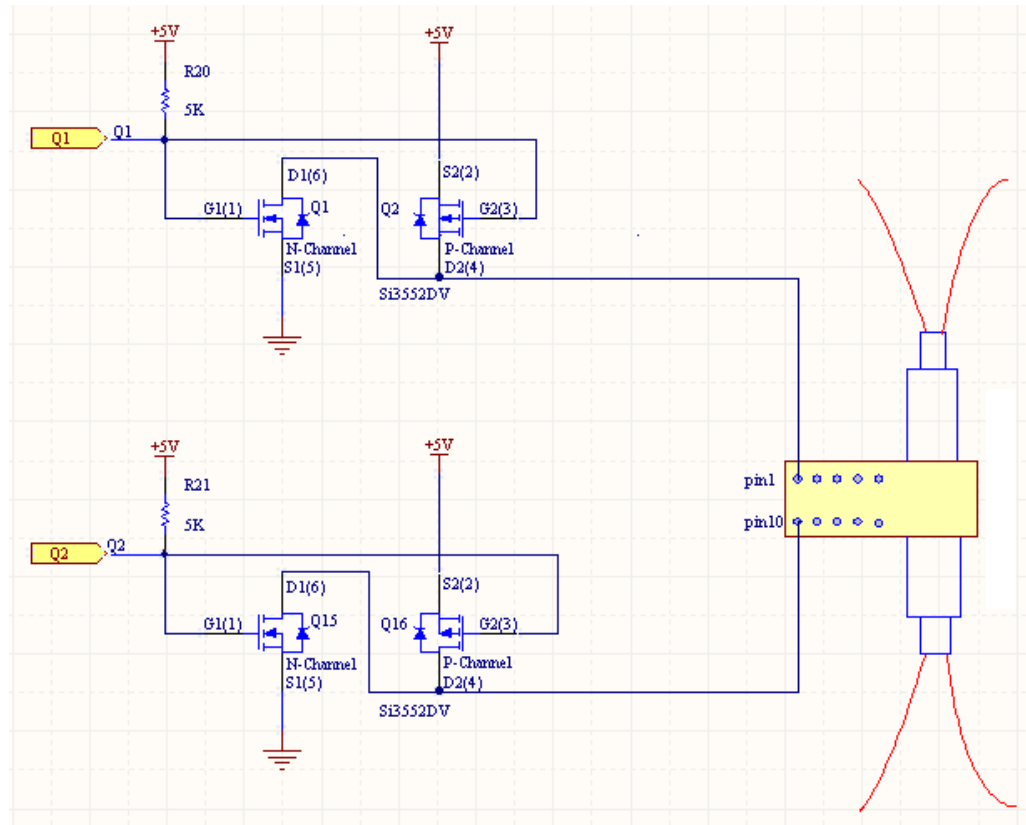 +5V
+5V
R20
5K
Q1
Q1
D1(6)
S2(2)
G1(1)
Q1
Q2
G2(3)
N-Channel
P-Channel
S1(5)
D2(4)
Si3552DV
+5V
+5V
R21
5K
pin1
pin10
Q2
Q2
D1(6)
S2(2)
G1(1)
Q15
Q16
G2(3)
N-Channel
P-Channel
S1(5)
D2(4)
Si3552DV